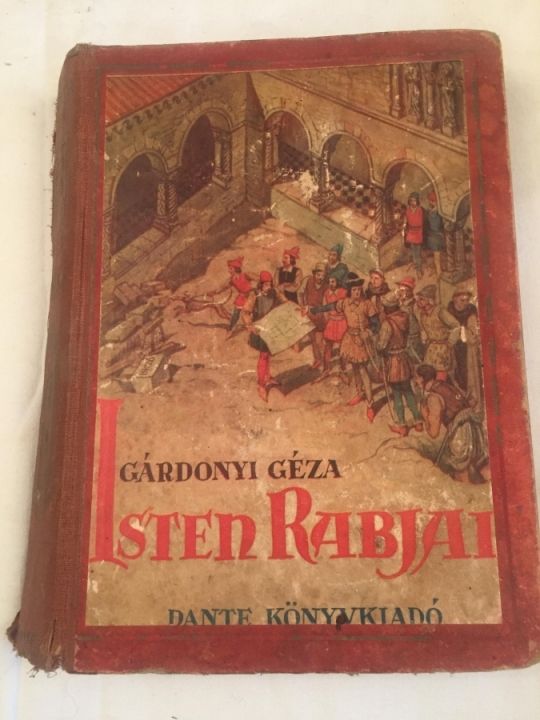 GÁRDONYI GÉZA
ISTEN RABJAI
DANTE KÖNYVKIADÓ